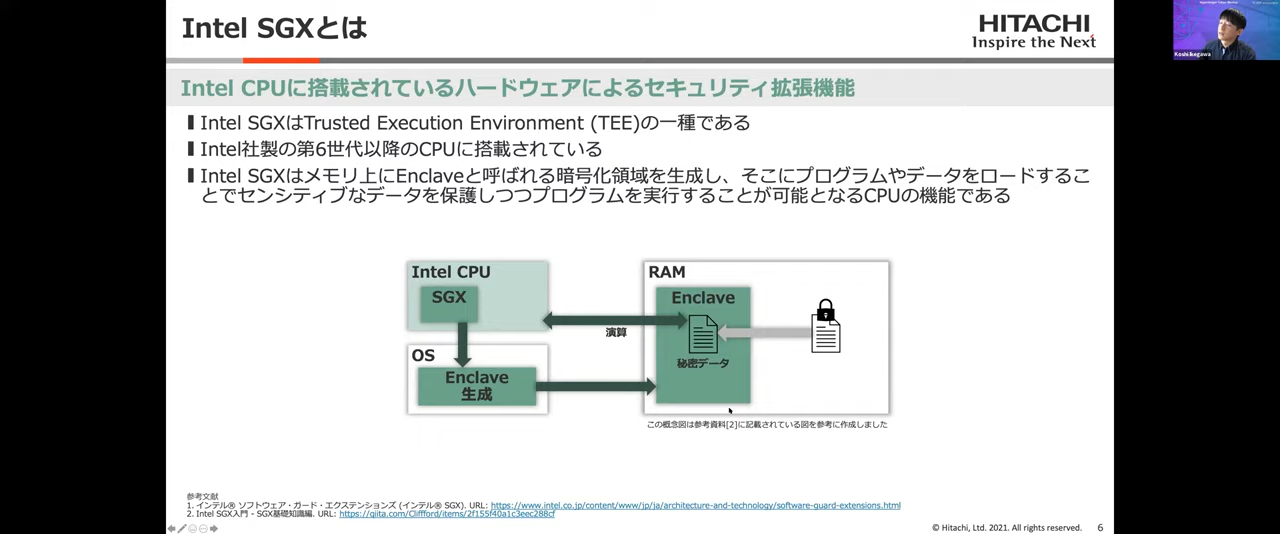 Intel SGXとは
HITACHI
Inspire the Next
Koshi Ikegawa
Intel CPUに搭載されているハードウェアによるセキュリティ拡張機能
Intel SGXはTrusted Execution Environment (TEE)の一種である
Intel社製の第6世代以降のCPUに搭載されている
Intel SGXはメモリ上にEnclaveと呼ばれる暗号化領域を生成し、そこにプログラムやデータをロードするこ
とでセンシティブなデータを保護しつつプログラムを実行することが可能となるCPUの機能である
Intel CPU
SGX
OS
Enclave
生成
演算
RAM
Enclave
秘密データ
この概念図は参考資料[2]に記載されている図を参考に作成しました
参考文献
1. インテル® ソフトウェア・ガード・エクステンションズ (インテル® SGX). URL: https://www.intel.co.jp/content/www/jp/ja/architecture-and-technology/software-guard-extensions.html
2. Intel SGX入門 - SGX基礎知識編. URL: https://qiita.com/Cliffford/items/2f155f40a1c3eec288cf
© Hitachi, Ltd. 2021. All rights reserved. 6